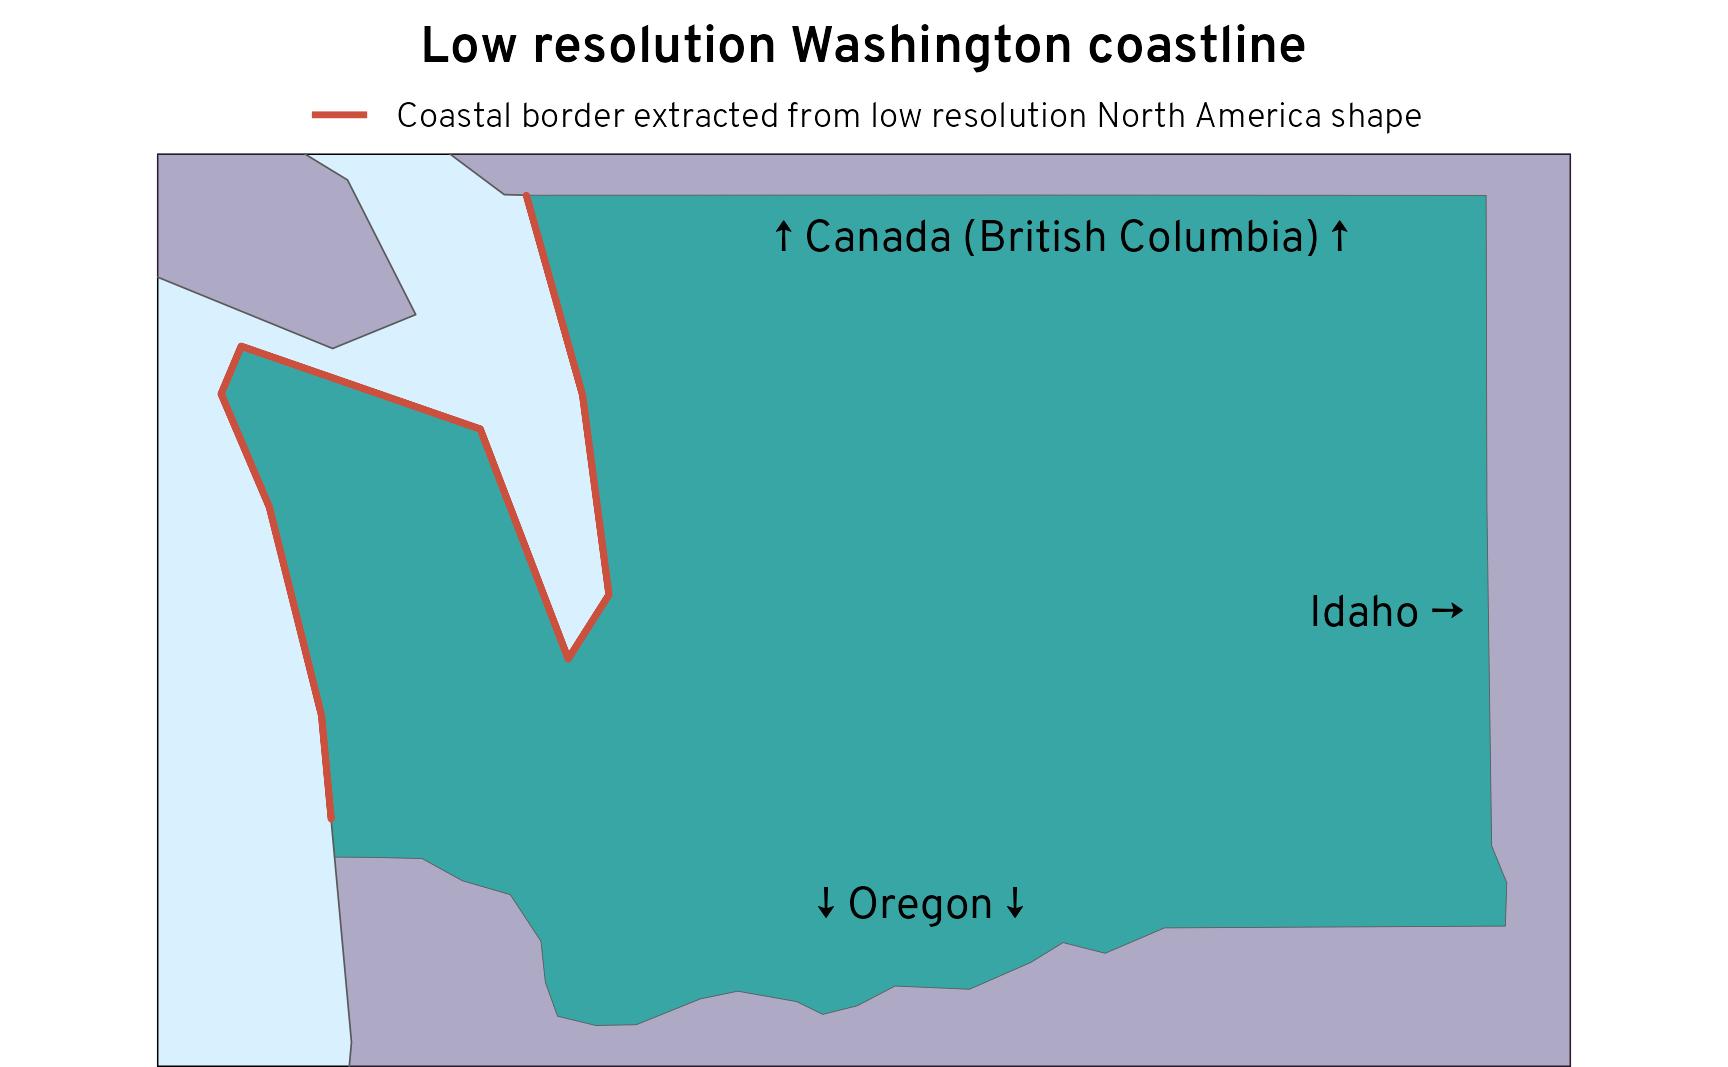 Low resolution Washington coastline
Coastal border extracted from low resolution North America shape
↑ Canada (British Columbia) ↑
Idaho →
↓ Oregon ↓